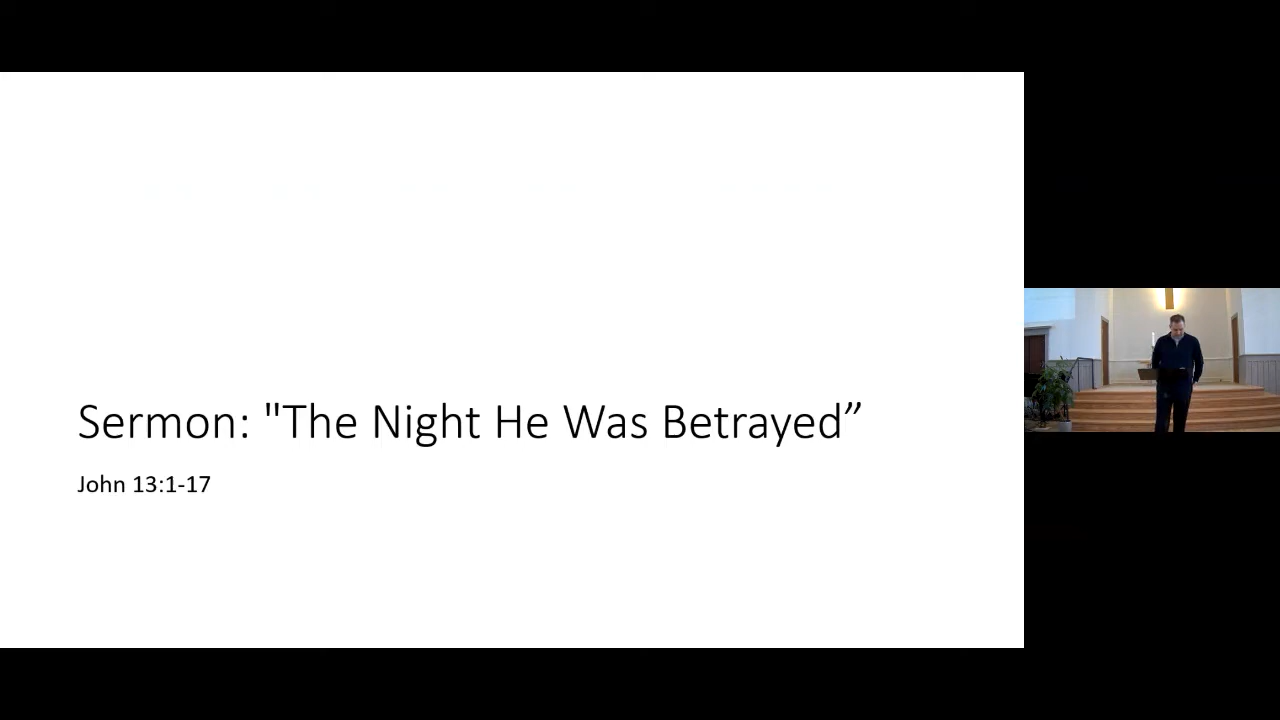 Sermon: "The Night He Was Betrayed”
John 13:1-17